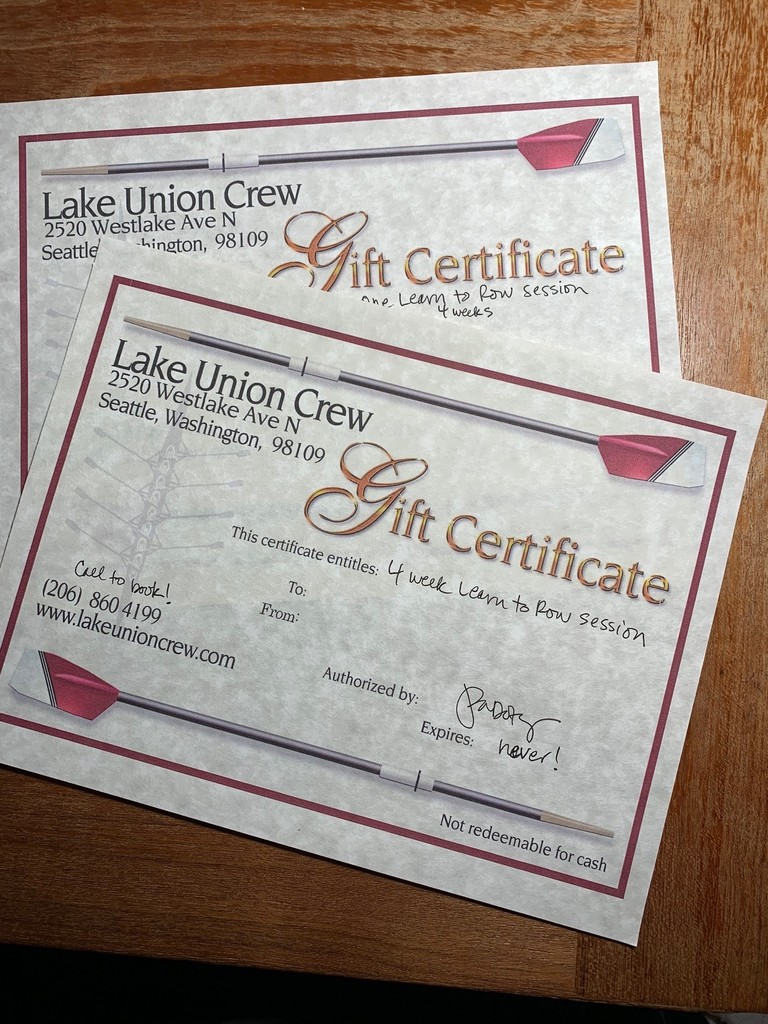 Lake Union Crew
2520 Westlake Ave N
Seattle, Washington, 98109
Gift Certificate
one Learn to Row session
4 weeks
Lake Union Crew
2520 Westlake Ave N
Seattle, Washington, 98109
Gift Certificate
This certificate entitles: 4 week Learn to Row session
To:
From:
Call to book!
(206) 860 4199
www.lakeunioncrew.com
Authorized by:
Expires: never!
Not redeemable for cash